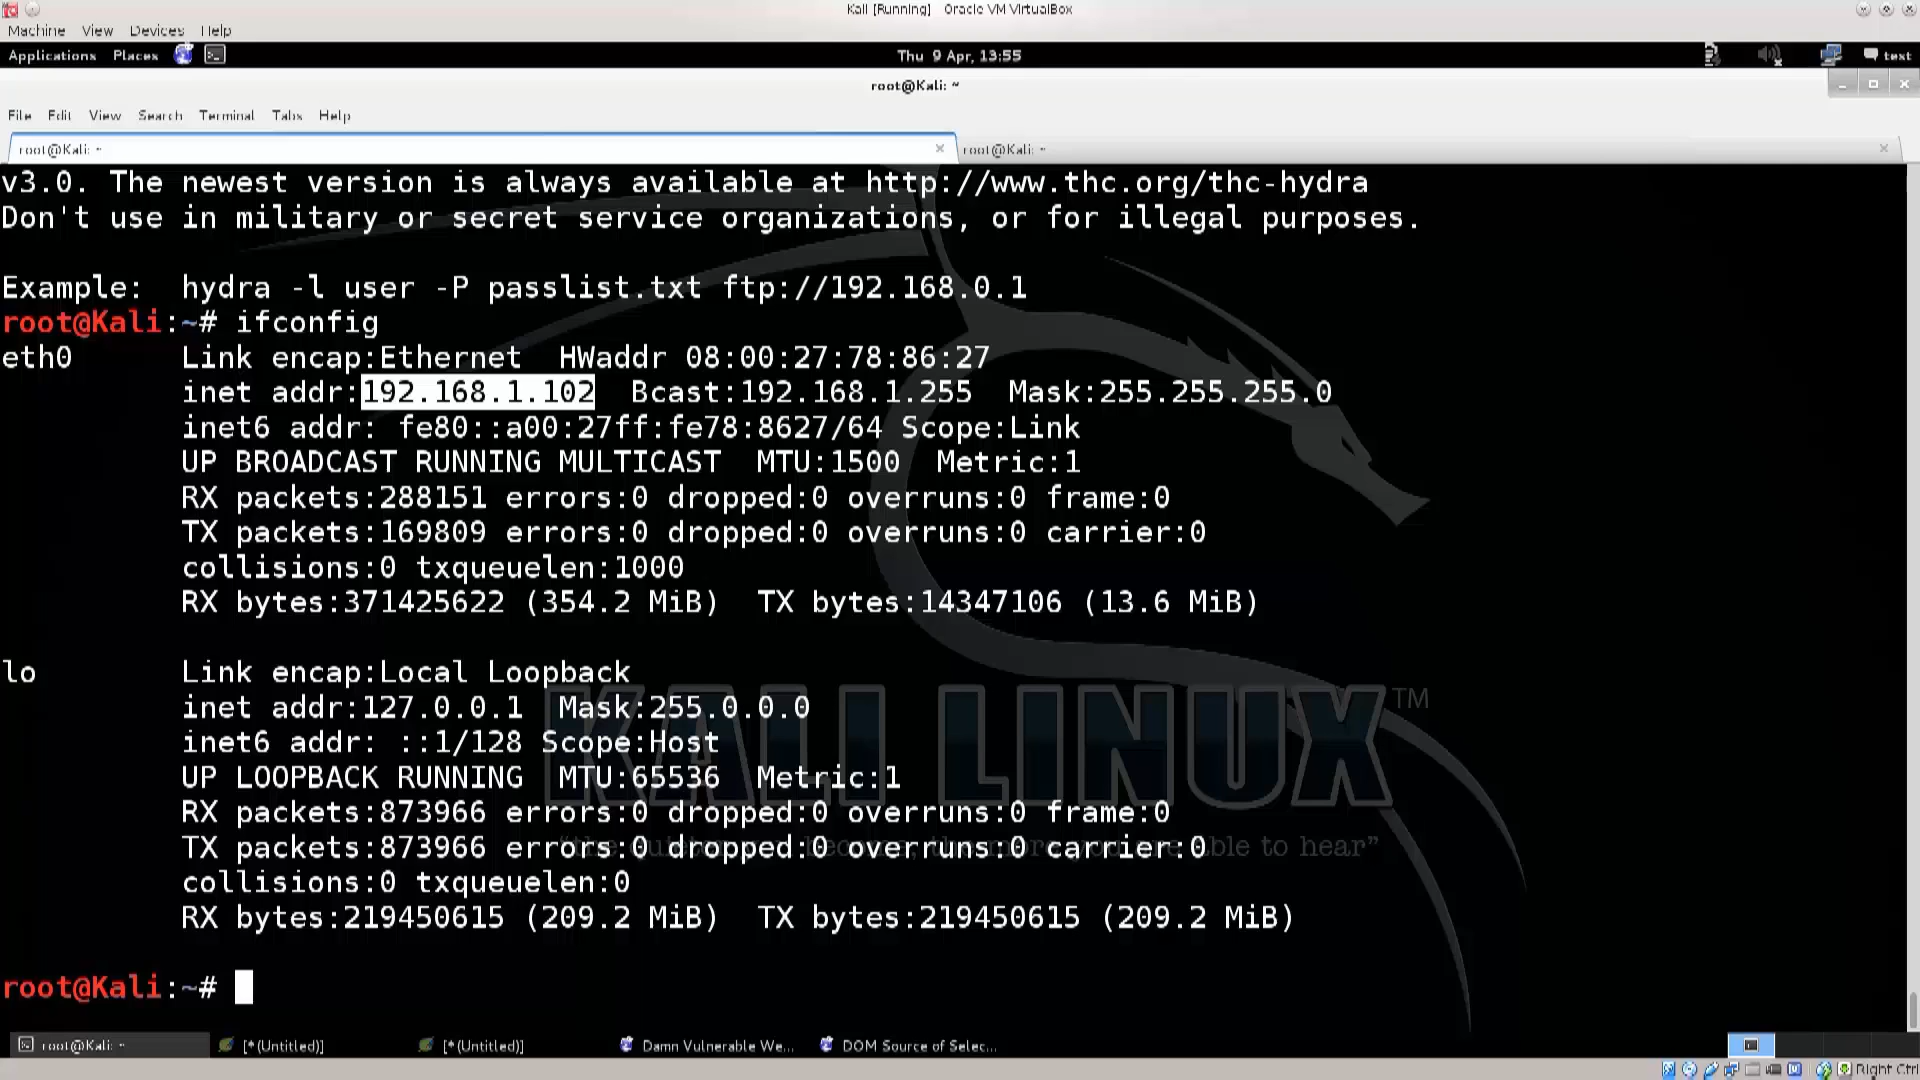 Kali [Running] - Oracle VM VirtualBox
Machine View Devices Help
Applications Places Thu 9 Apr, 13:55 text
root@Kali: ~
File Edit View Search Terminal Tabs Help
root@Kali: ~ root@Kali: ~
v3.0. The newest version is always available at http://www.thc.org/thc-hydra
Don't use in military or secret service organizations, or for illegal purposes.
Example: hydra -l user -P passlist.txt ftp://192.168.0.1
root@Kali:~# ifconfig
eth0 Link encap:Ethernet HWaddr 08:00:27:78:86:27
inet addr:192.168.1.102 Bcast:192.168.1.255 Mask:255.255.255.0
inet6 addr: fe80::a00:27ff:fe78:8627/64 Scope:Link
UP BROADCAST RUNNING MULTICAST MTU:1500 Metric:1
RX packets:288151 errors:0 dropped:0 overruns:0 frame:0
TX packets:169809 errors:0 dropped:0 overruns:0 carrier:0
collisions:0 txqueuelen:1000
RX bytes:371425622 (354.2 MiB) TX bytes:14347106 (13.6 MiB)
lo Link encap:Local Loopback
inet addr:127.0.0.1 Mask:255.0.0.0
inet6 addr: ::1/128 Scope:Host
UP LOOPBACK RUNNING MTU:65536 Metric:1
RX packets:873966 errors:0 dropped:0 overruns:0 frame:0
TX packets:873966 errors:0 dropped:0 overruns:0 carrier:0
collisions:0 txqueuelen:0
RX bytes:219450615 (209.2 MiB) TX bytes:219450615 (209.2 MiB)
KALI LINUX™
root@Kali:~#
root@Kali: ~ [*(Untitled)] [*(Untitled)] Damn Vulnerable We... DOM Source of Selec...
Right Ctrl